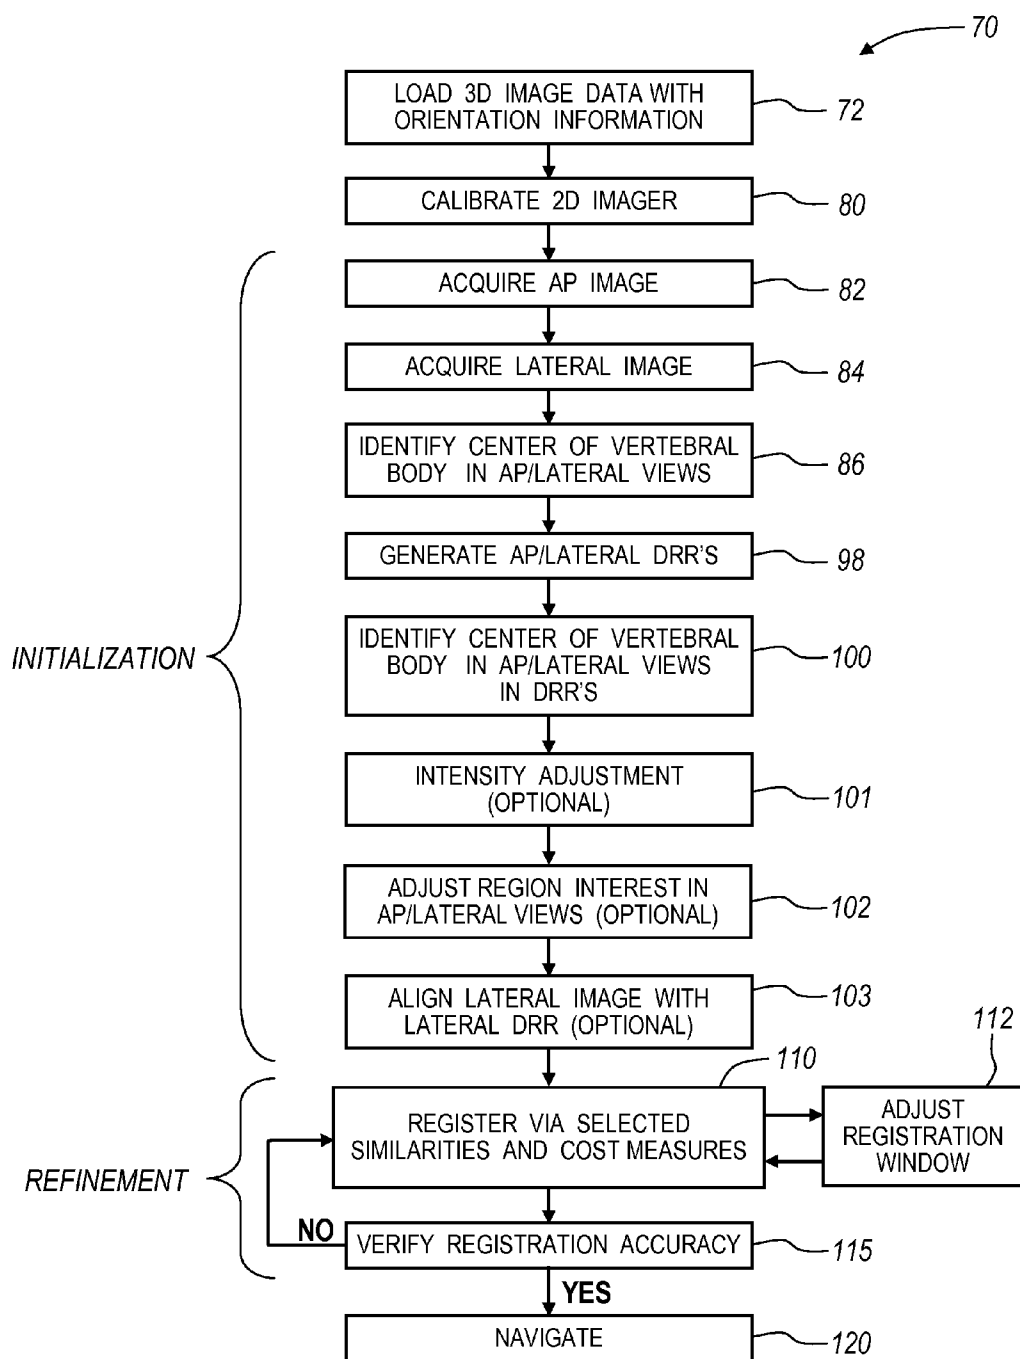 70
LOAD 3D IMAGE DATA WITH
ORIENTATION INFORMATION
72
CALIBRATE 2D IMAGER
80
ACQUIRE AP IMAGE
82
ACQUIRE LATERAL IMAGE
84
IDENTIFY CENTER OF VERTEBRAL
BODY IN AP/LATERAL VIEWS
86
GENERATE AP/LATERAL DRR'S
98
INITIALIZATION
IDENTIFY CENTER OF VERTEBRAL
BODY IN AP/LATERAL VIEWS
IN DRR'S
100
INTENSITY ADJUSTMENT
(OPTIONAL)
101
ADJUST REGION INTEREST IN
AP/LATERAL VIEWS (OPTIONAL)
102
ALIGN LATERAL IMAGE WITH
LATERAL DRR (OPTIONAL)
103
110
112
REGISTER VIA SELECTED
SIMILARITIES AND COST MEASURES
ADJUST
REGISTRATION
WINDOW
REFINEMENT
NO
VERIFY REGISTRATION ACCURACY
115
YES
NAVIGATE
120